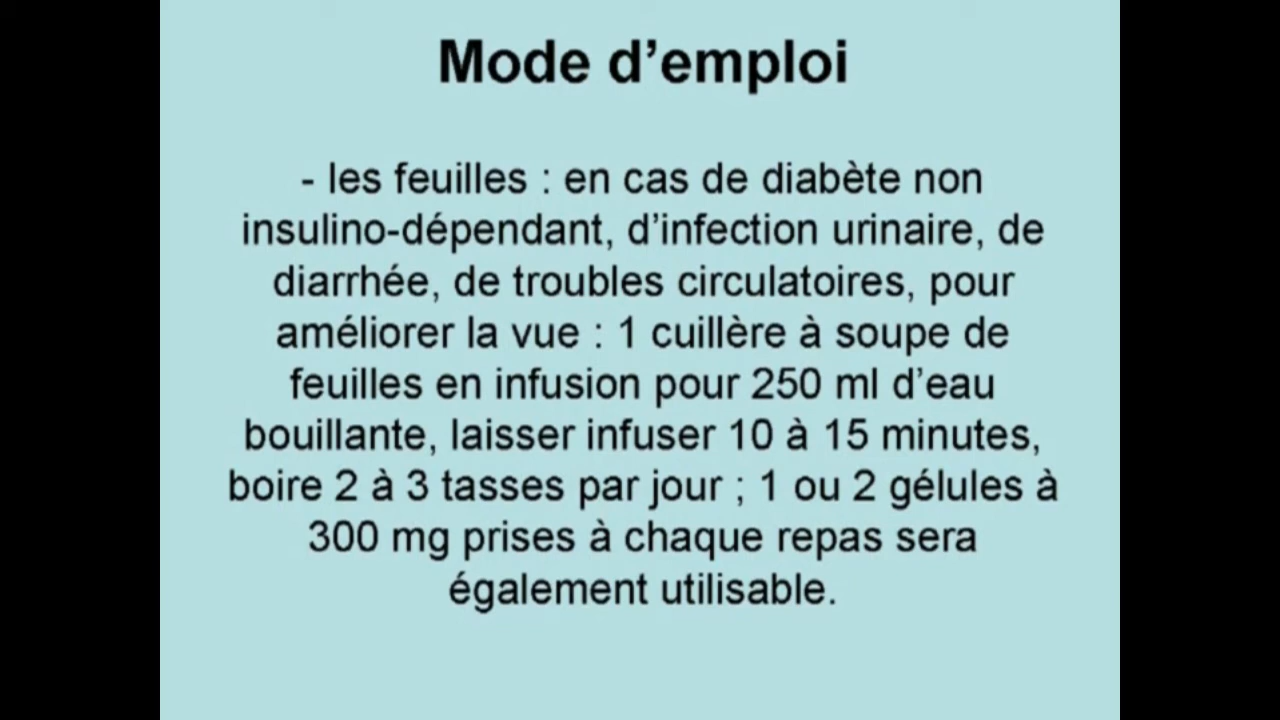 Mode d’emploi
- les feuilles : en cas de diabète non
insulino-dépendant, d’infection urinaire, de
diarrhée, de troubles circulatoires, pour
améliorer la vue : 1 cuillère à soupe de
feuilles en infusion pour 250 ml d’eau
bouillante, laisser infuser 10 à 15 minutes,
boire 2 à 3 tasses par jour ; 1 ou 2 gélules à
300 mg prises à chaque repas sera
également utilisable.